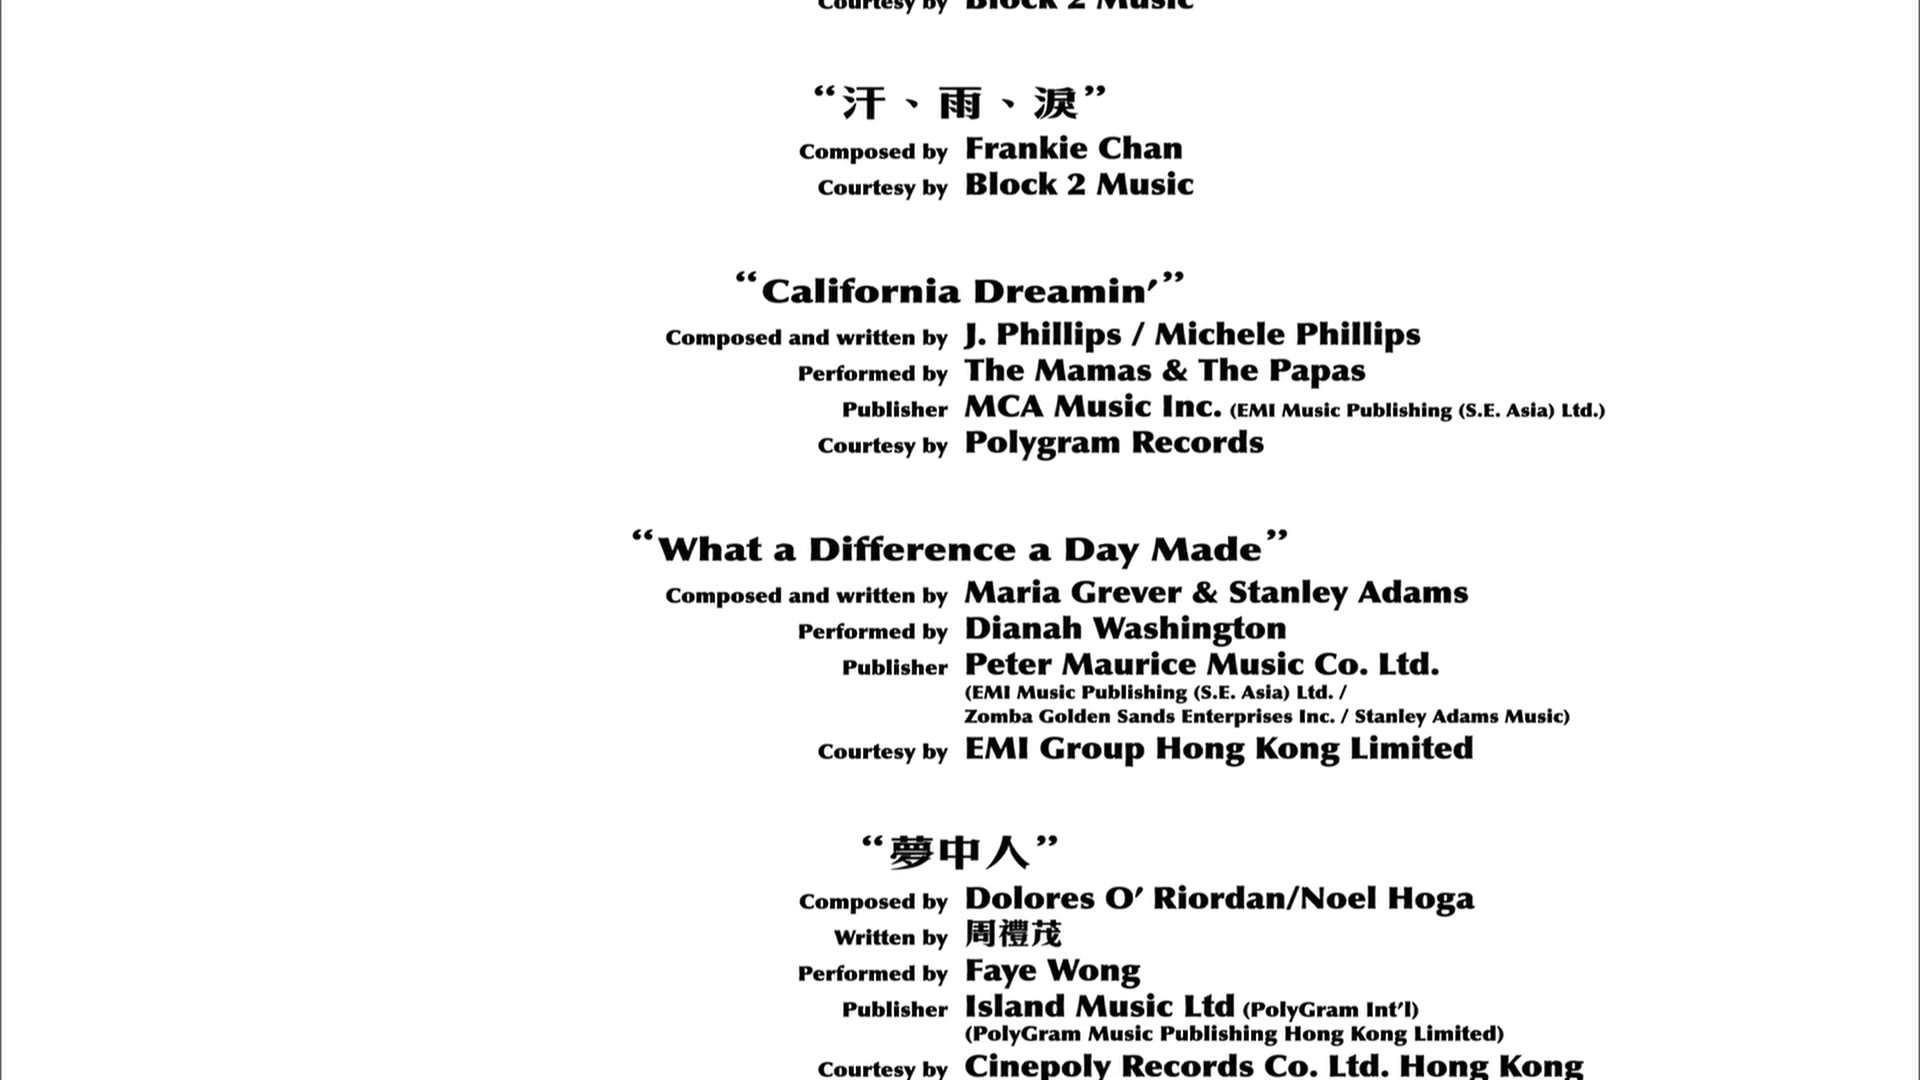 Courtesy by Block 2 Music
“汗、雨、淚”
Composed by Frankie Chan
Courtesy by Block 2 Music
“California Dreamin’”
Composed and written by J. Phillips / Michele Phillips
Performed by The Mamas & The Papas
Publisher MCA Music Inc. (EMI Music Publishing (S.E. Asia) Ltd.)
Courtesy by Polygram Records
“What a Difference a Day Made”
Composed and written by Maria Grever & Stanley Adams
Performed by Dianah Washington
Publisher Peter Maurice Music Co. Ltd.
(EMI Music Publishing (S.E. Asia) Ltd. /
Zomba Golden Sands Enterprises Inc. / Stanley Adams Music)
Courtesy by EMI Group Hong Kong Limited
“夢中人”
Composed by Dolores O’ Riordan/Noel Hoga
Written by 周禮茂
Performed by Faye Wong
Publisher Island Music Ltd (PolyGram Int’l)
(PolyGram Music Publishing Hong Kong Limited)
Courtesy by Cinepoly Records Co. Ltd. Hong Kong